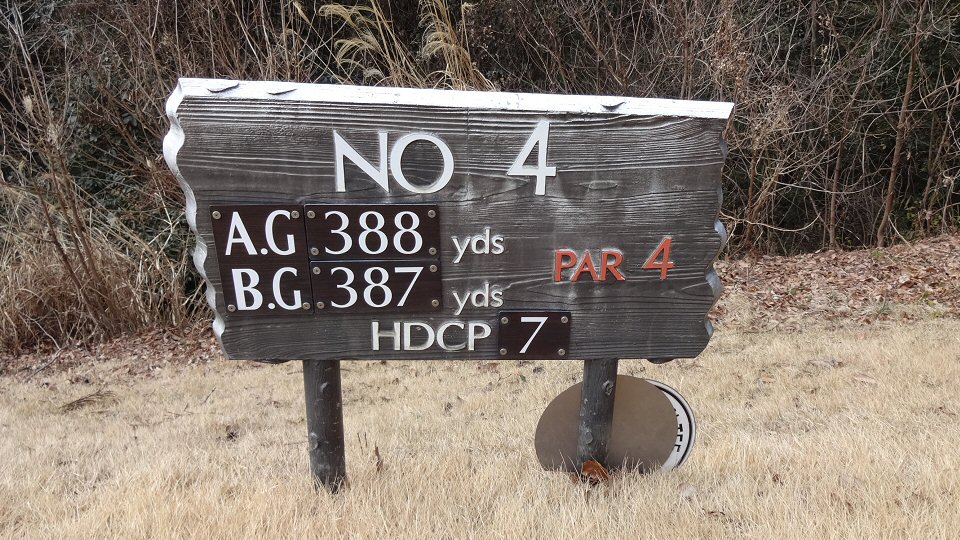 NO 4
A.G 388 yds
B.G 387 yds
PAR 4
HDCP 7